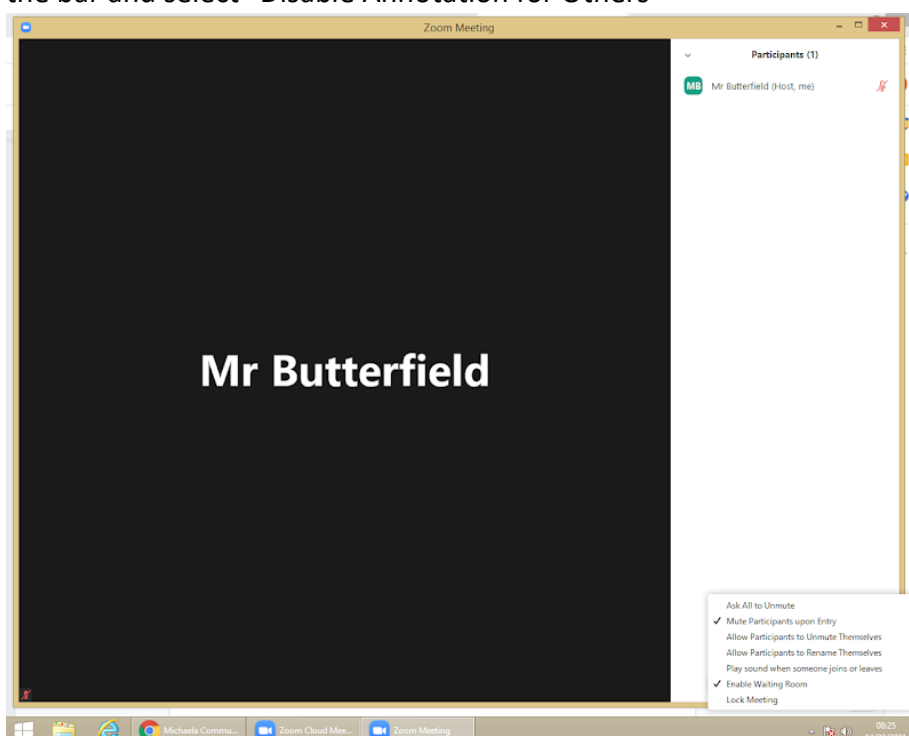 the bar and select “Disable Annotation for Others”
Zoom Meeting
Participants (1)
MB Mr Butterfield (Host, me)
Mr Butterfield
Ask All to Unmute
Mute Participants upon Entry
Allow Participants to Unmute Themselves
Allow Participants to Rename Themselves
Play sound when someone joins or leaves
Enable Waiting Room
Lock Meeting
Michaela Commu...
Zoom Cloud Mee...
Zoom Meeting
08:25